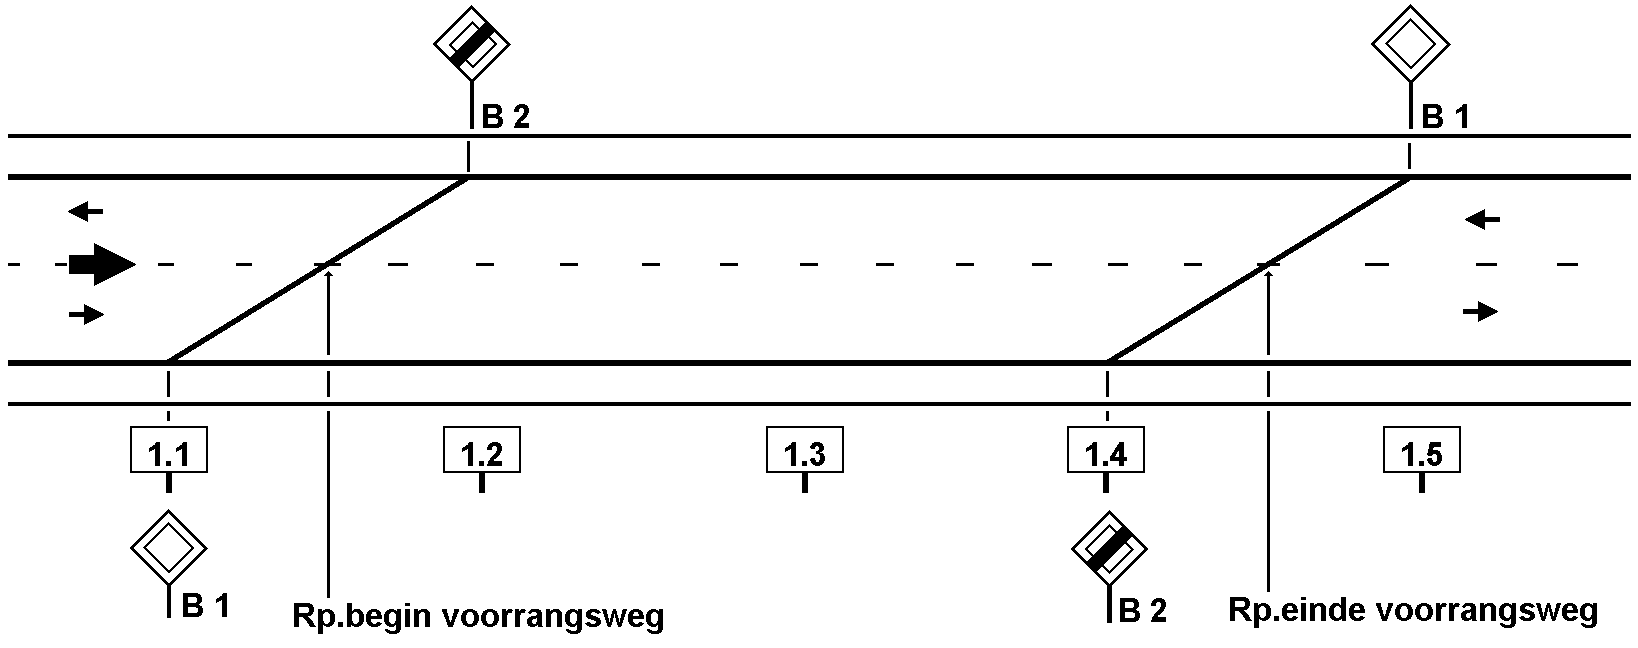 B 2
B 1
1.1
1.2
1.3
1.4
1.5
B 1
Rp.begin voorrangsweg
B 2
Rp.einde voorrangsweg